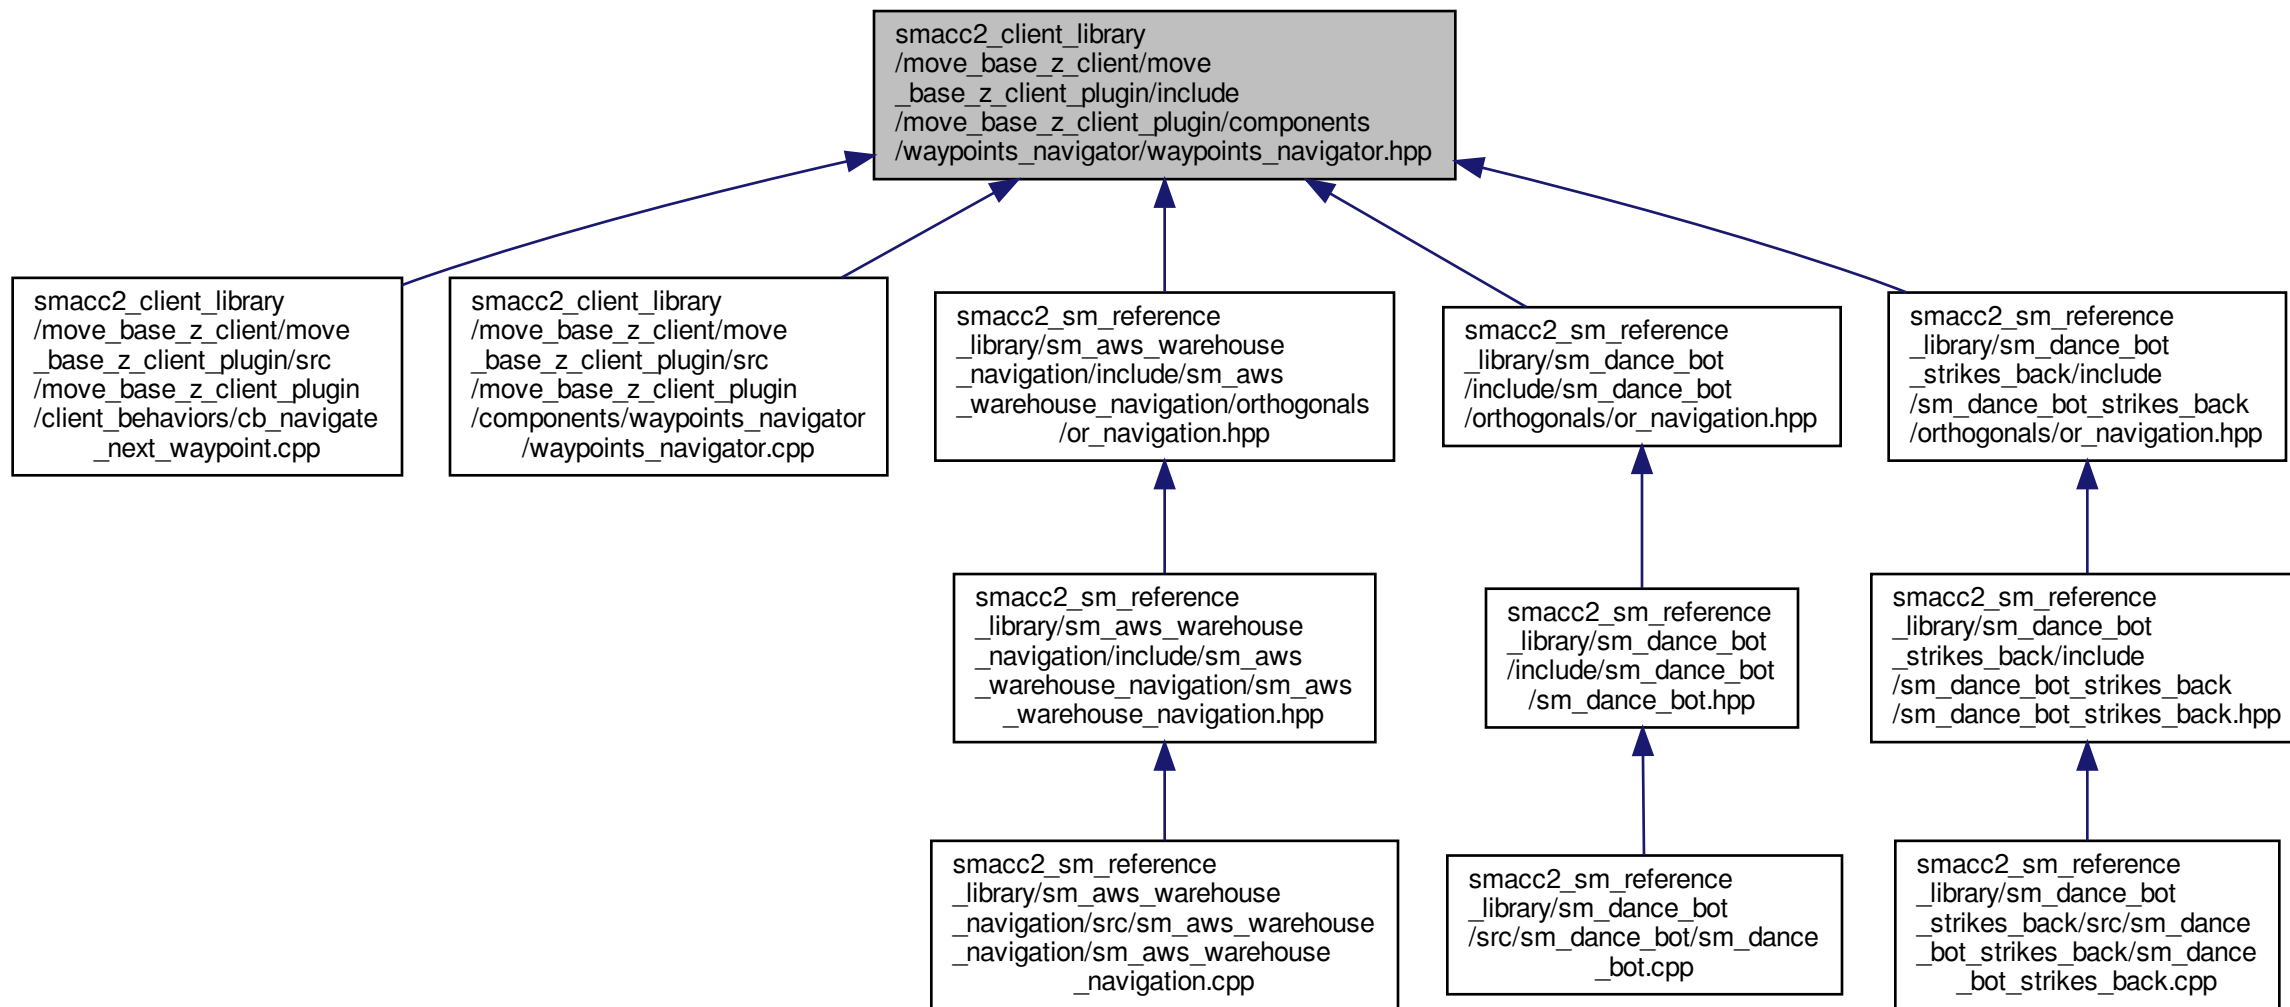 smacc2_client_library
/move_base_z_client/move
_base_z_client_plugin/include
/move_base_z_client_plugin/components
/waypoints_navigator/waypoints_navigator.hpp
smacc2_client_library
/move_base_z_client/move
_base_z_client_plugin/src
/move_base_z_client_plugin
/client_behaviors/cb_navigate
_next_waypoint.cpp
smacc2_client_library
/move_base_z_client/move
_base_z_client_plugin/src
/move_base_z_client_plugin
/components/waypoints_navigator
/waypoints_navigator.cpp
smacc2_sm_reference
_library/sm_aws_warehouse
_navigation/include/sm_aws
_warehouse_navigation/orthogonals
/or_navigation.hpp
smacc2_sm_reference
_library/sm_dance_bot
/include/sm_dance_bot
/orthogonals/or_navigation.hpp
smacc2_sm_reference
_library/sm_dance_bot
_strikes_back/include
/sm_dance_bot_strikes_back
/orthogonals/or_navigation.hpp
smacc2_sm_reference
_library/sm_aws_warehouse
_navigation/include/sm_aws
_warehouse_navigation/sm_aws
_warehouse_navigation.hpp
smacc2_sm_reference
_library/sm_dance_bot
/include/sm_dance_bot
/sm_dance_bot.hpp
smacc2_sm_reference
_library/sm_dance_bot
_strikes_back/include
/sm_dance_bot_strikes_back
/sm_dance_bot_strikes_back.hpp
smacc2_sm_reference
_library/sm_aws_warehouse
_navigation/src/sm_aws_warehouse
_navigation/sm_aws_warehouse
_navigation.cpp
smacc2_sm_reference
_library/sm_dance_bot
/src/sm_dance_bot/sm_dance
_bot.cpp
smacc2_sm_reference
_library/sm_dance_bot
_strikes_back/src/sm_dance
_bot_strikes_back/sm_dance
_bot_strikes_back.cpp